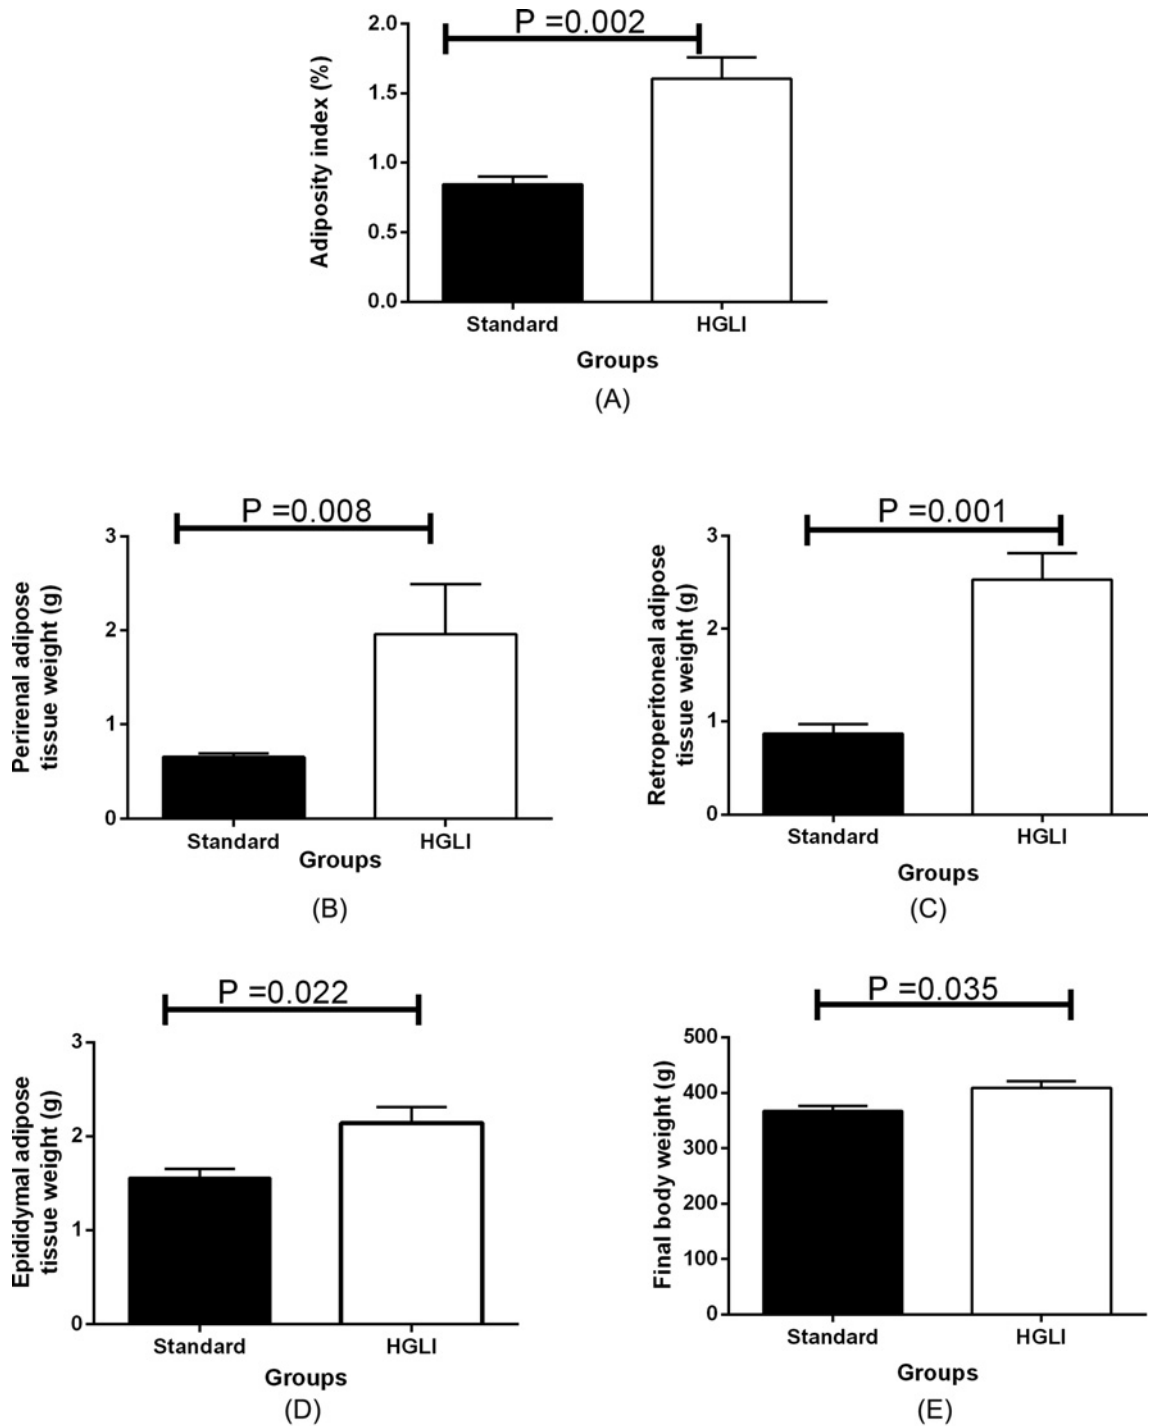 P =0.002
2.0
1.5
1.0
0.5
0.0
Adiposity index (%)
Standard
HGLI
Groups
(A)
P =0.008
3
2
1
0
Perirenal adipose
tissue weight (g)
Standard
HGLI
Groups
(B)
P =0.001
3
2
1
0
Retroperitoneal adipose
tissue weight (g)
Standard
HGLI
Groups
(C)
P =0.022
3
2
1
0
Epididymal adipose
tissue weight (g)
Standard
HGLI
Groups
(D)
P =0.035
500
400
300
200
100
0
Final body weight (g)
Standard
HGLI
Groups
(E)